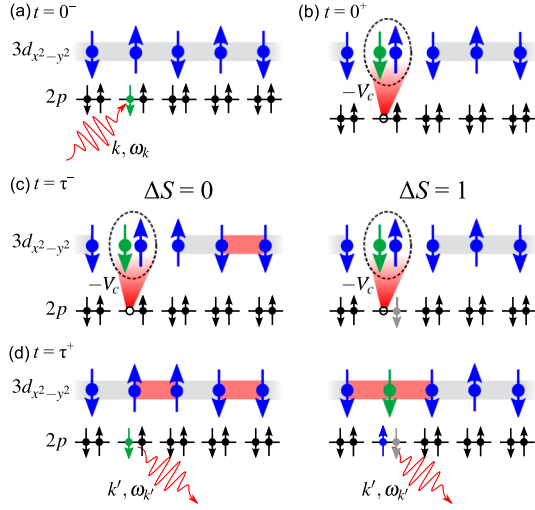 (a) t = 0⁻
3d_{x²−y²}
2p
k, ω_k
(b) t = 0⁺
−V_c
(c) t = τ⁻
ΔS = 0
ΔS = 1
3d_{x²−y²}
−V_c
−V_c
2p
(d) t = τ⁺
3d_{x²−y²}
2p
k′, ω_{k′}
k′, ω_{k′}